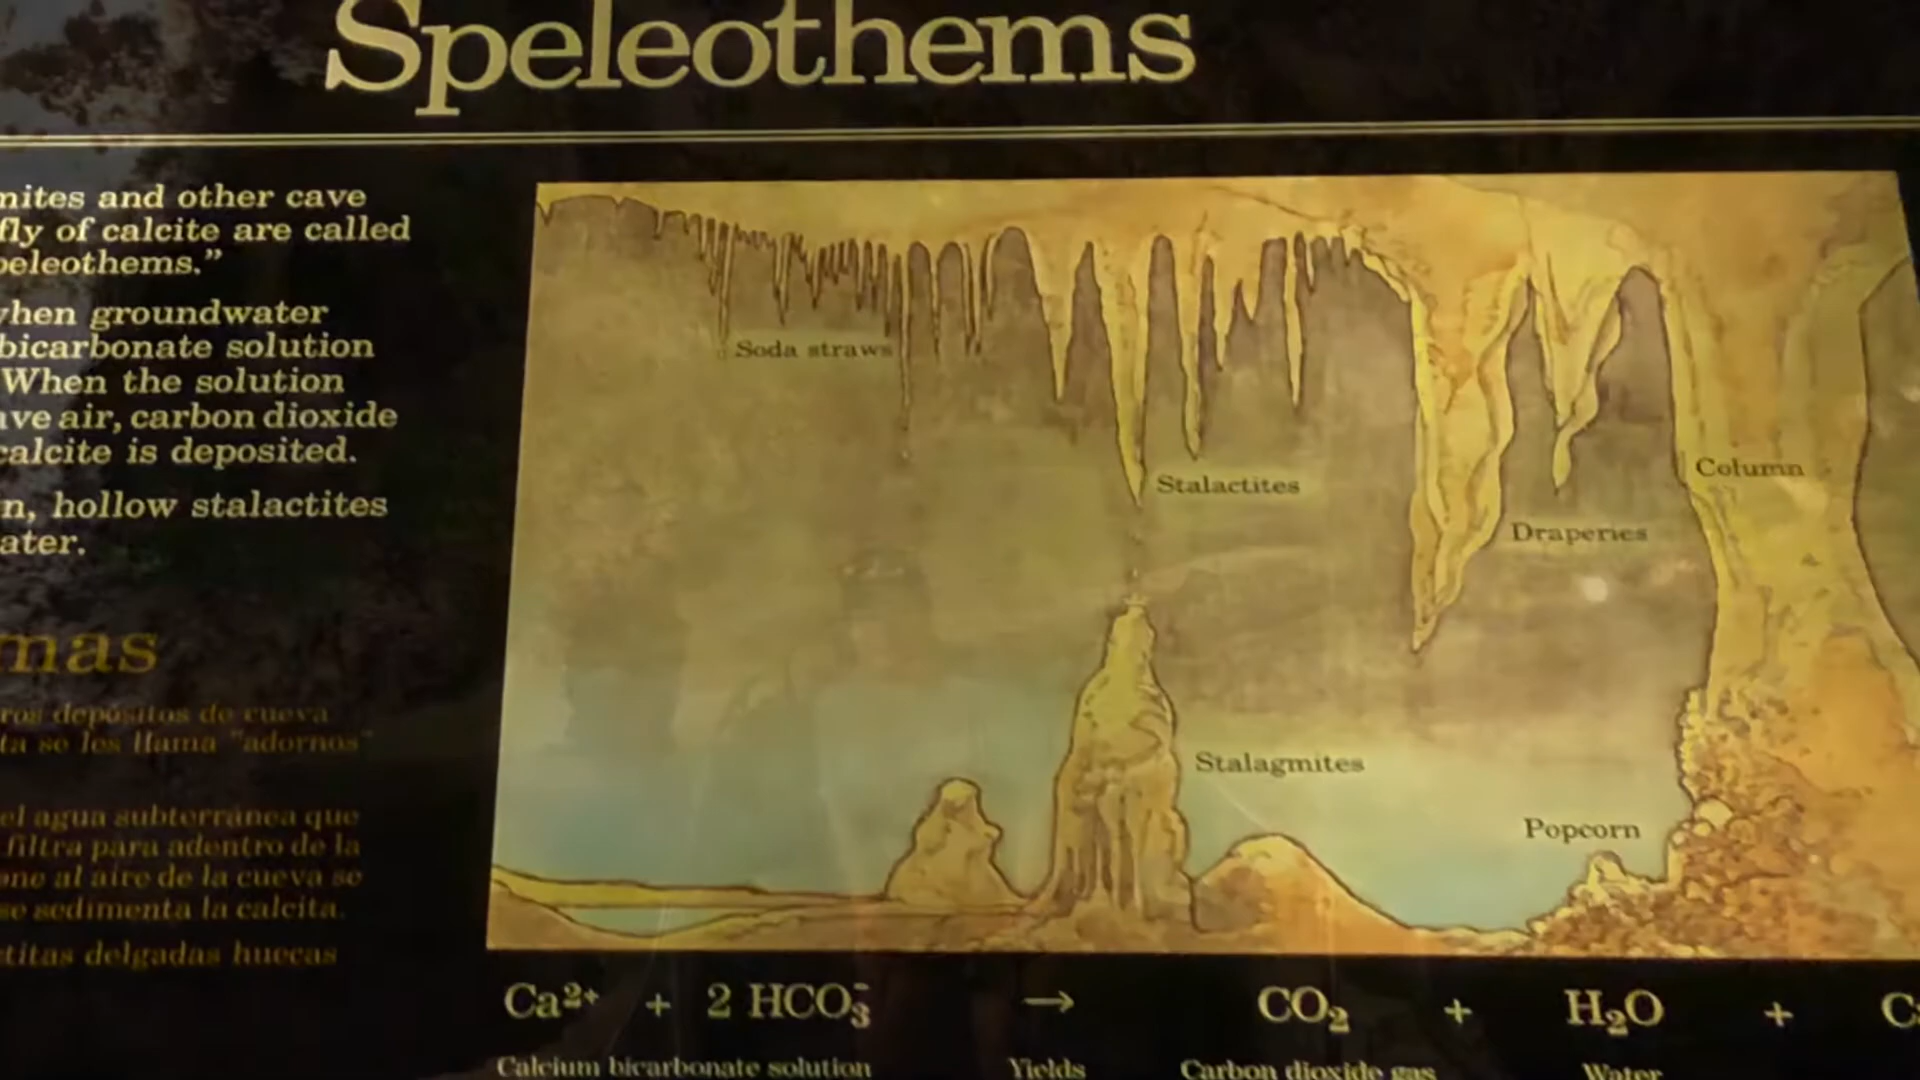 Speleothems
mites and other cave
fly of calcite are called
peleothems.”
when groundwater
bicarbonate solution
When the solution
ave air, carbon dioxide
calcite is deposited.
n, hollow stalactites
ater.
mas
ros depósitos de cueva
ta se les llama "adornos"
el agua subterránea que
filtra para adentro de la
one al aire de la cueva se
se sedimenta la calcita.
ctitas delgadas huecas
Soda straws
Stalactites
Column
Draperies
Stalagmites
Popcorn
Ca²⁺ + 2 HCO₃⁻ → CO₂ + H₂O + C
Calcium bicarbonate solution Yields Carbon dioxide gas Water